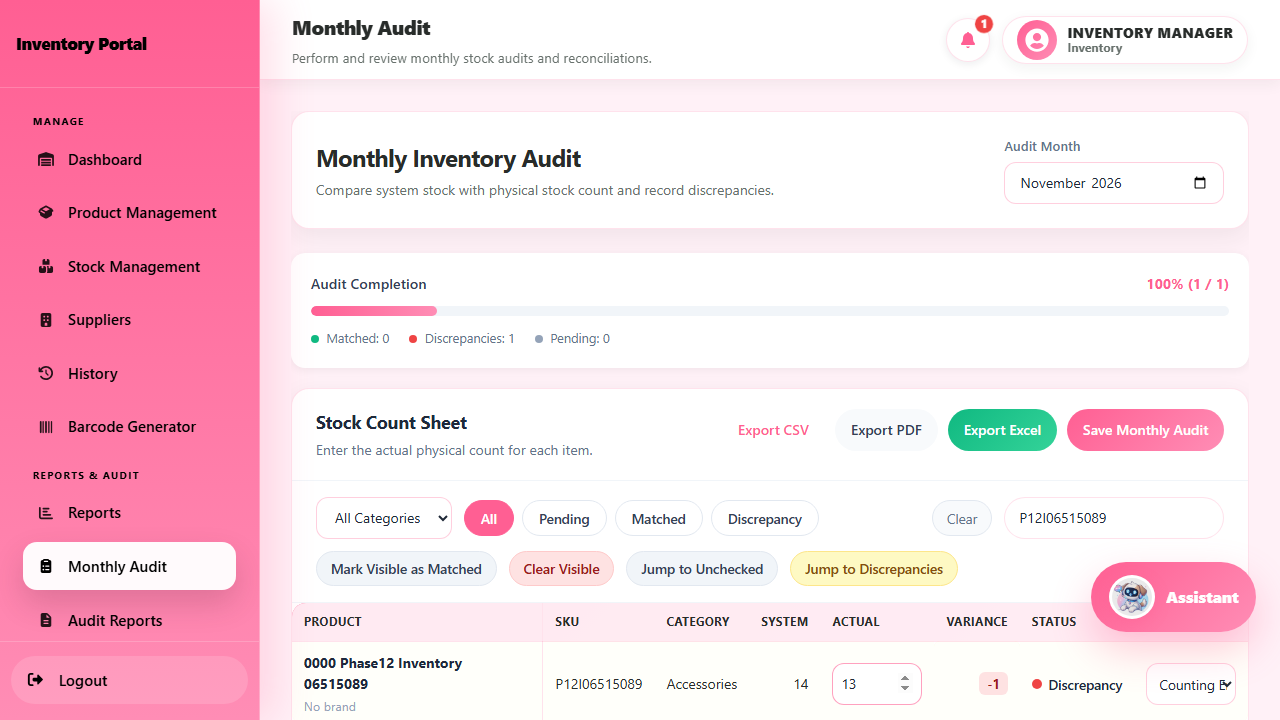 Inventory Portal
MANAGE
Dashboard
Product Management
Stock Management
Suppliers
History
Barcode Generator
REPORTS & AUDIT
Reports
Monthly Audit
Audit Reports
Logout
Monthly Audit
Perform and review monthly stock audits and reconciliations.
1
INVENTORY MANAGER
Inventory
Monthly Inventory Audit
Compare system stock with physical stock count and record discrepancies.
Audit Month
November 2026
Audit Completion
100% (1 / 1)
Matched: 0 Discrepancies: 1 Pending: 0
Stock Count Sheet
Enter the actual physical count for each item.
Export CSV Export PDF Export Excel Save Monthly Audit
All Categories All Pending Matched Discrepancy Clear P12I06515089
Mark Visible as Matched Clear Visible Jump to Unchecked Jump to Discrepancies
Assistant
PRODUCT SKU CATEGORY SYSTEM ACTUAL VARIANCE STATUS
0000 Phase12 Inventory
06515089
No brand
P12I06515089 Accessories 14 13 -1 Discrepancy Counting